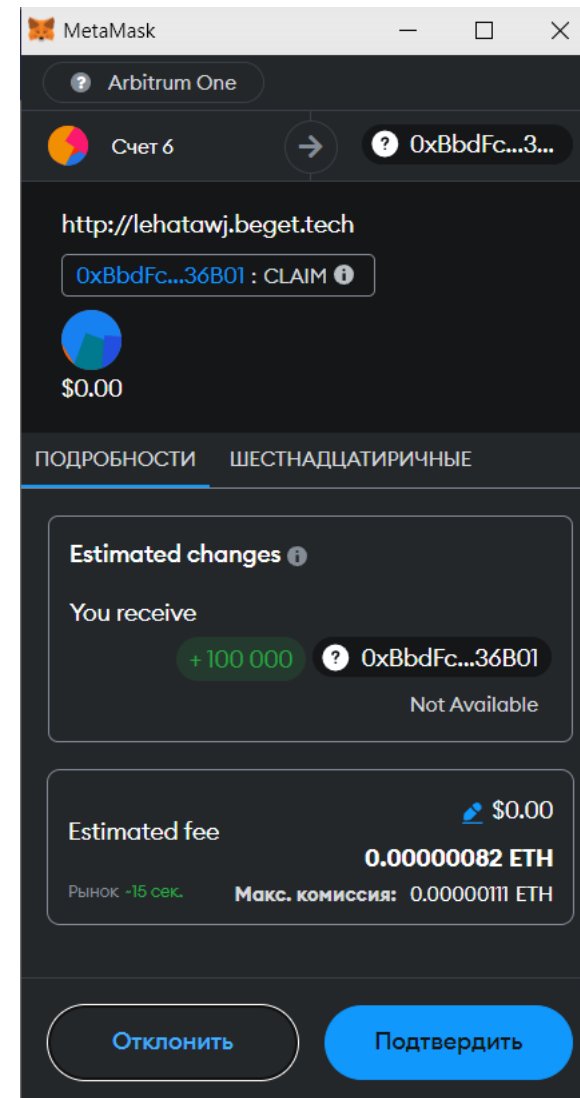 MetaMask
Arbitrum One
Счет 6
0xBbdFc...3...
http://lehatawj.beget.tech
0xBbdFc...36B01 : CLAIM
$0.00
ПОДРОБНОСТИ ШЕСТНАДЦАТИРИЧНЫЕ
Estimated changes
You receive
+ 100 000 0xBbdFc...36B01
Not Available
$0.00
Estimated fee
0.00000082 ETH
Рынок ~15 сек. Макс. комиссия: 0.00000111 ETH
Отклонить Подтвердить